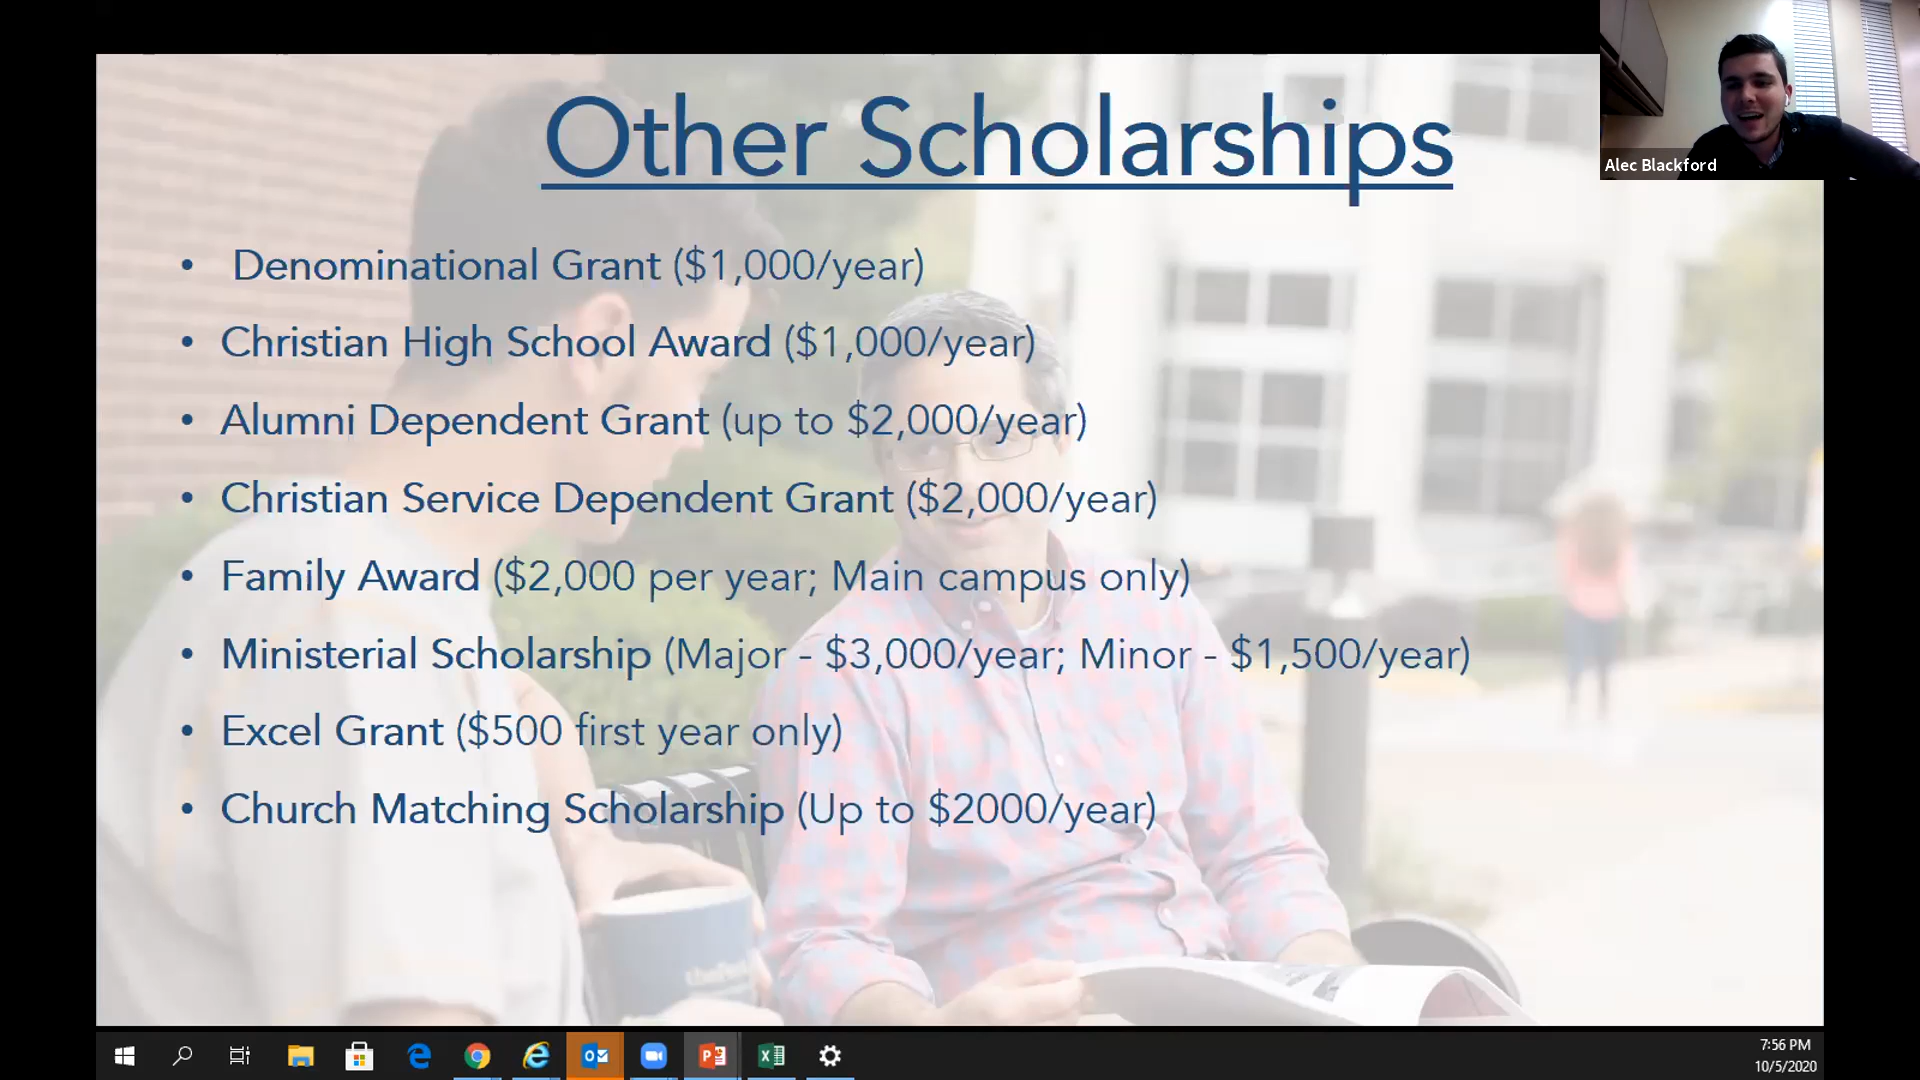 Other Scholarships
Alec Blackford
• Denominational Grant ($1,000/year)
• Christian High School Award ($1,000/year)
• Alumni Dependent Grant (up to $2,000/year)
• Christian Service Dependent Grant ($2,000/year)
• Family Award ($2,000 per year; Main campus only)
• Ministerial Scholarship (Major - $3,000/year; Minor - $1,500/year)
• Excel Grant ($500 first year only)
• Church Matching Scholarship (Up to $2000/year)
7:56 PM
10/5/2020